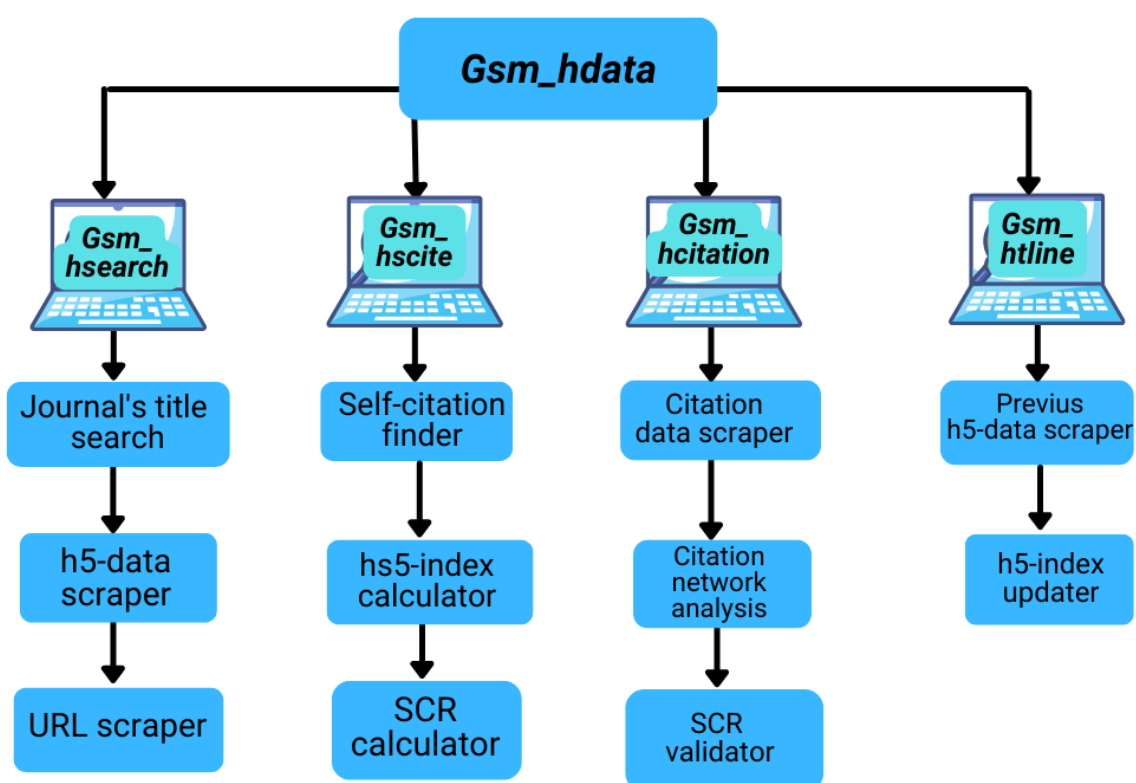 Gsm_hdata
Gsm_
hsearch
Gsm_
hscite
Gsm_
hcitation
Gsm_
htline
Journal's title
search
Self-citation
finder
Citation
data scraper
Previus
h5-data scraper
h5-data
scraper
hs5-index
calculator
Citation
network
analysis
h5-index
updater
URL scraper
SCR
calculator
SCR
validator